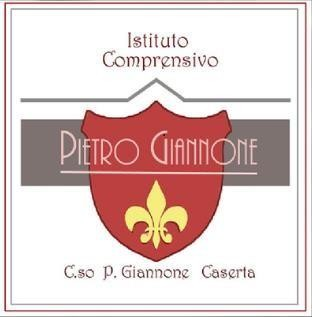 Istituto
Comprensivo
PIETRO GIANNONE
C.so P. Giannone Caserta